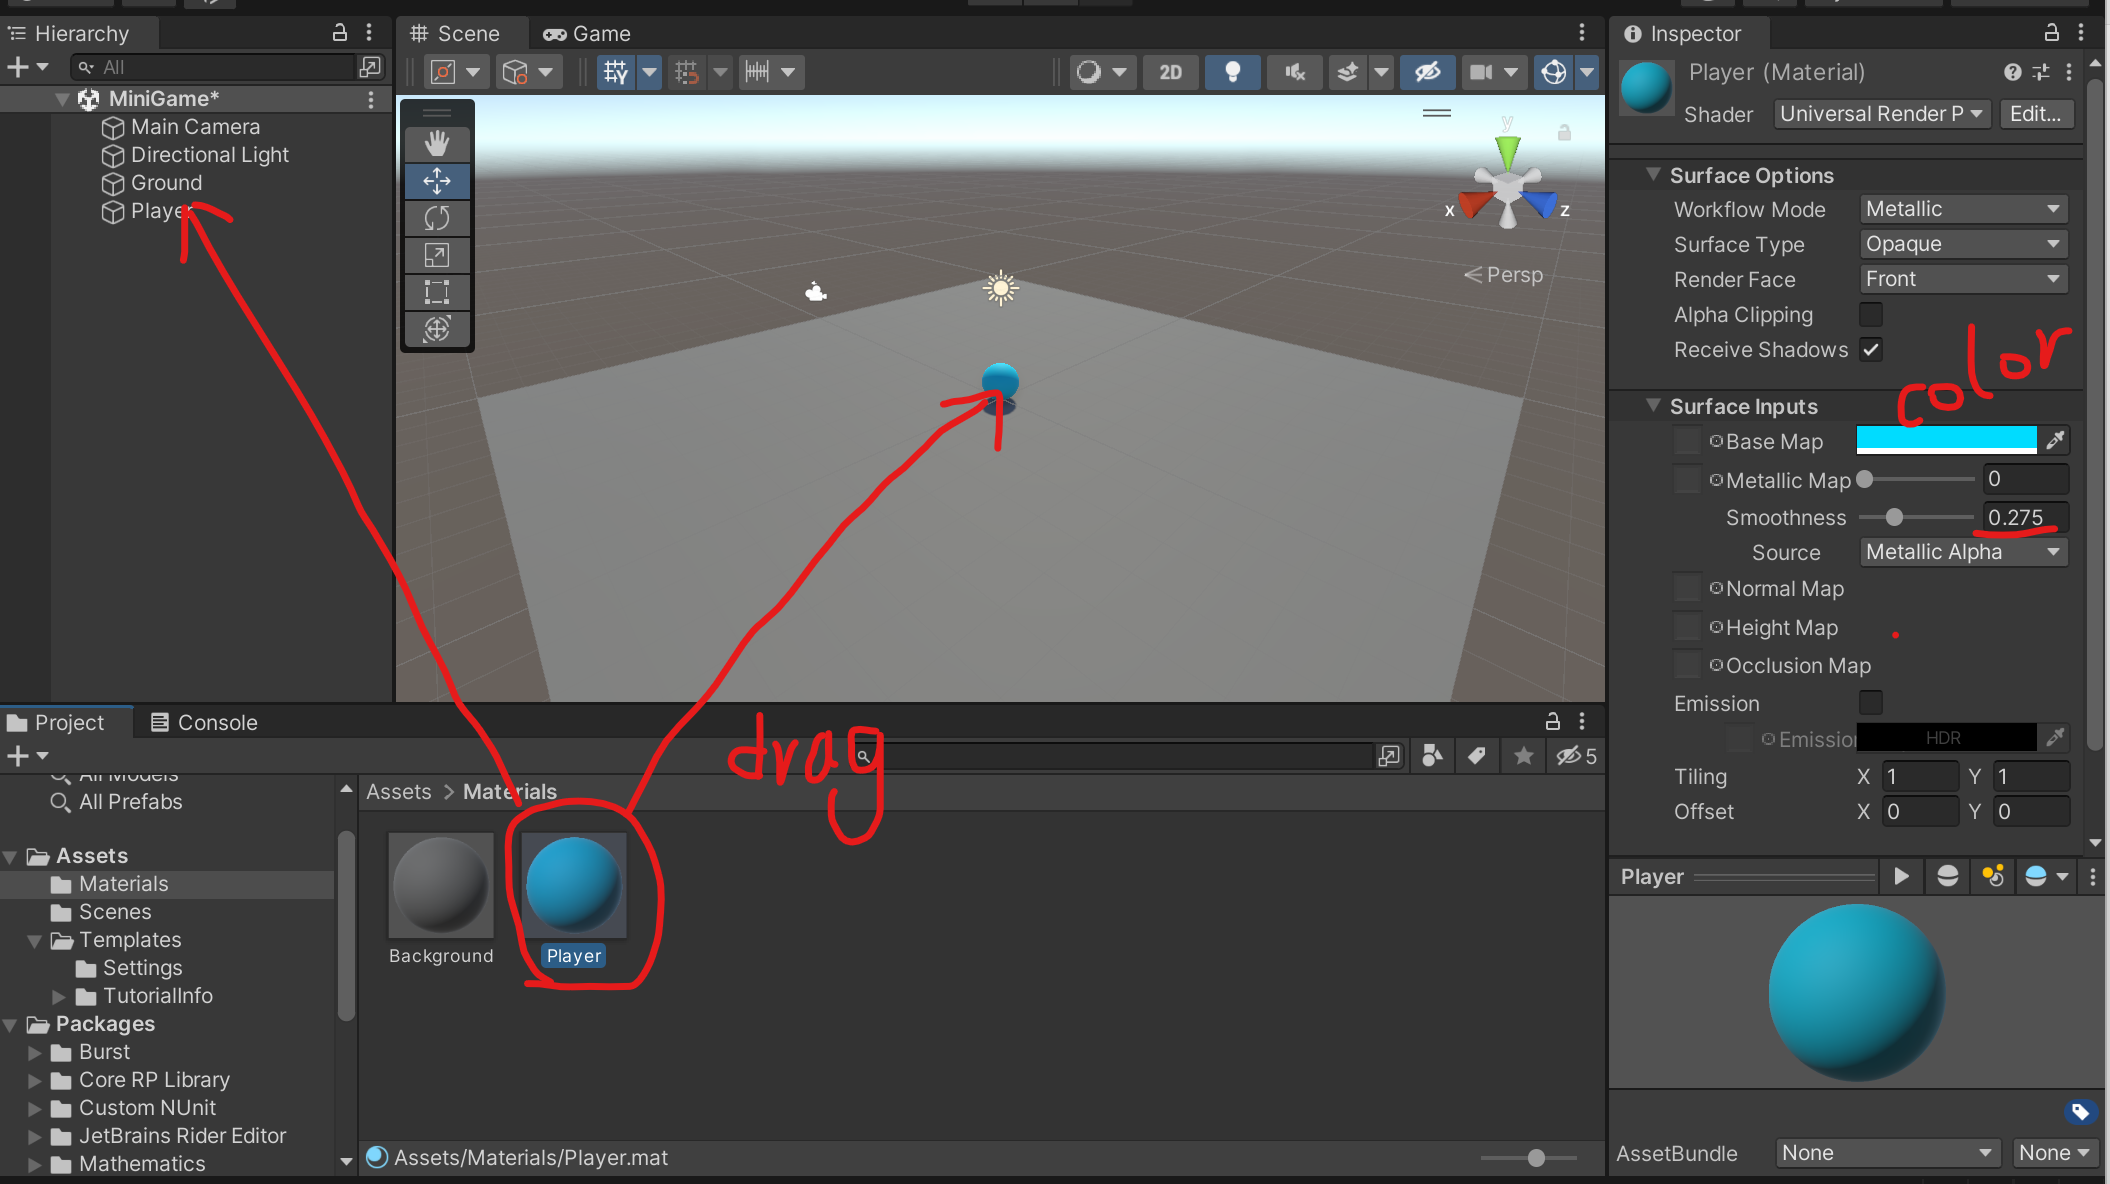 Hierarchy
All
MiniGame*
Main Camera
Directional Light
Ground
Player
Scene
Game
2D
y
x
z
Persp
Inspector
Player (Material)
Shader
Universal Render P
Edit...
Surface Options
Workflow Mode
Metallic
Surface Type
Opaque
Render Face
Front
Alpha Clipping
Receive Shadows
color
Surface Inputs
Base Map
Metallic Map
0
Smoothness
0.275
Source
Metallic Alpha
Normal Map
Height Map
Occlusion Map
Emission
Emission
HDR
Tiling
X 1 Y 1
Offset
X 0 Y 0
Project
Console
drag
5
All Models
All Prefabs
Assets
Materials
Scenes
Templates
Settings
TutorialInfo
Packages
Burst
Core RP Library
Custom NUnit
JetBrains Rider Editor
Mathematics
Assets > Materials
Background
Player
Assets/Materials/Player.mat
Player
AssetBundle
None
None